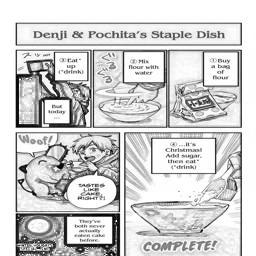 Denji & Pochita's Staple Dish
① Buy
a bag
of
flour
② Mix
flour with
water
③ Eat*
up
(*drink)
But
today
...
④ ...it's
Christmas!
Add sugar,
then eat*
(*drink)
COMPLETE!
Woof!
TASTES
LIKE
CAKE,
RIGHT?!
They've
both never
actually
eaten cake
before.